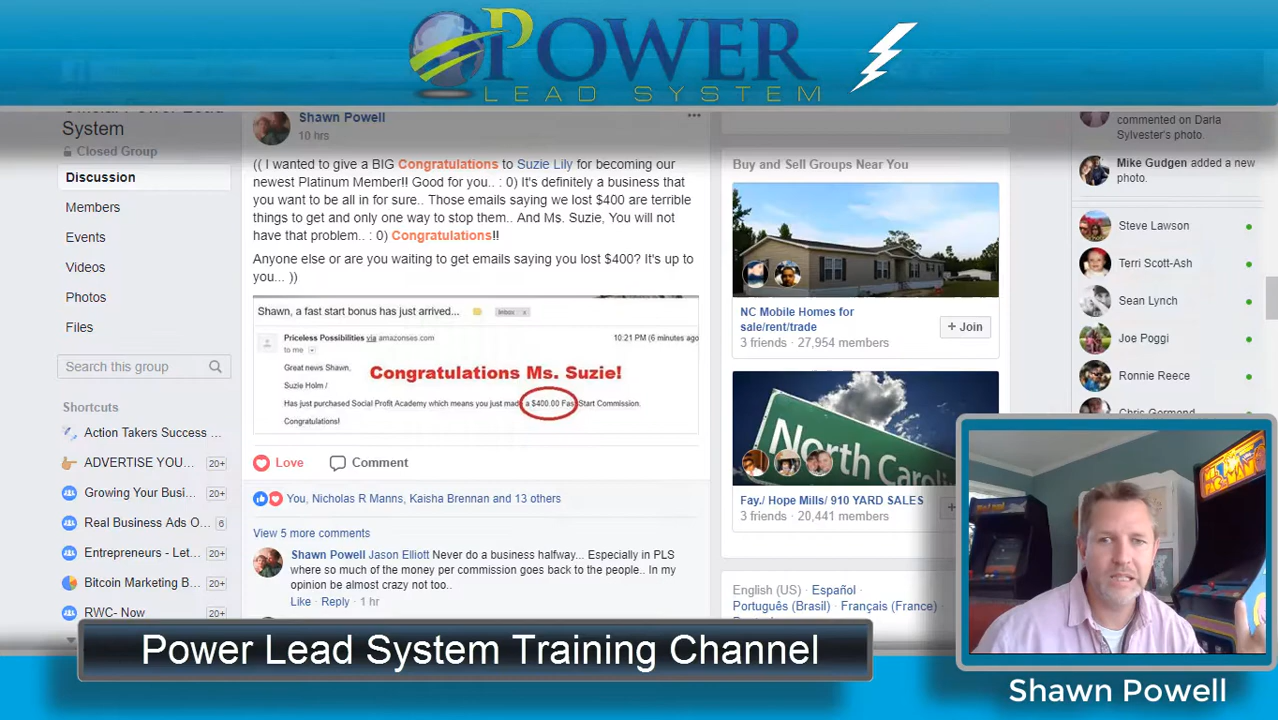 POWER
LEAD SYSTEM
System
Closed Group
Discussion
Members
Events
Videos
Photos
Files
Search this group
Shortcuts
Action Takers Success ...
ADVERTISE YOU... 20+
Growing Your Busi... 20+
Real Business Ads O... 6
Entrepreneurs - Let... 20+
Bitcoin Marketing B... 20+
RWC- Now 20+
Shawn Powell
10 hrs
(( I wanted to give a BIG Congratulations to Suzie Lily for becoming our
newest Platinum Member!! Good for you.. : 0) It's definitely a business that
you want to be all in for sure.. Those emails saying we lost $400 are terrible
things to get and only one way to stop them.. And Ms. Suzie, You will not
have that problem.. : 0) Congratulations!!
Anyone else or are you waiting to get emails saying you lost $400? It's up to
you... ))
Shawn, a fast start bonus has just arrived... Inbox x
Priceless Possibilities via amazonses.com 10:21 PM (6 minutes ago
to me
Great news Shawn,
Congratulations Ms. Suzie!
Suzie Holm /
Has just purchased Social Profit Academy which means you just made a $400.00 Fast Start Commission.
Congratulations!
Love Comment
You, Nicholas R Manns, Kaisha Brennan and 13 others
View 5 more comments
Shawn Powell Jason Elliott Never do a business halfway... Especially in PLS
where so much of the money per commission goes back to the people.. In my
opinion be almost crazy not too..
Like · Reply · 1 hr
Buy and Sell Groups Near You
NC Mobile Homes for
sale/rent/trade
3 friends · 27,954 members
+ Join
North Carolin
Fay./ Hope Mills/ 910 YARD SALES
3 friends · 20,441 members
English (US) · Español ·
Português (Brasil) · Français (France) ·
commented on Darla
Sylvester's photo.
Mike Gudgen added a new
photo.
Steve Lawson
Terri Scott-Ash
Sean Lynch
Joe Poggi
Ronnie Reece
Chris Gormond
Power Lead System Training Channel
Shawn Powell